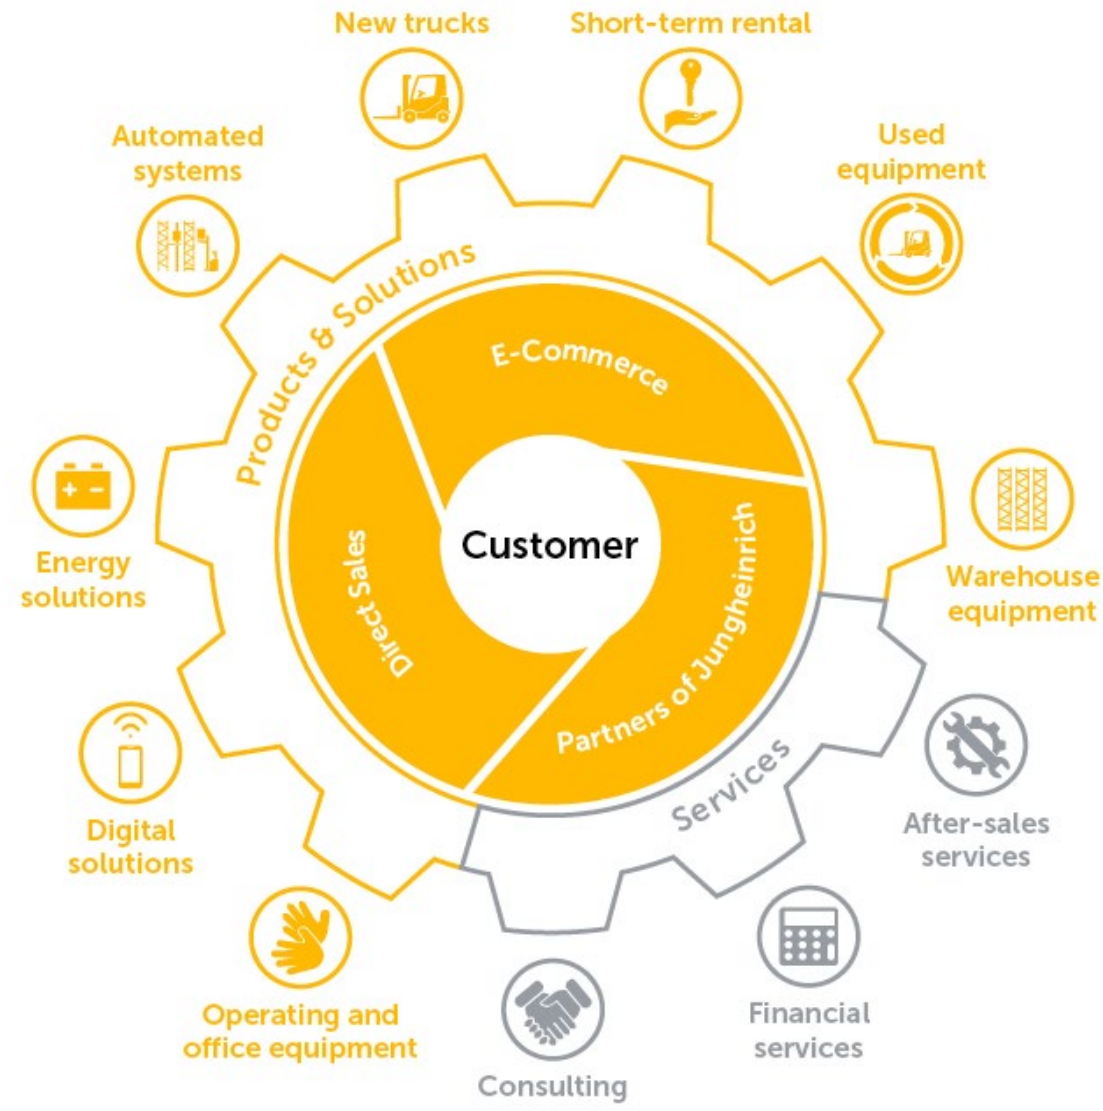 New trucks
Short-term rental
Automated
systems
Used
equipment
Products & Solutions
E-Commerce
Energy
solutions
Direct Sales
Customer
Partners of Jungheinrich
Warehouse
equipment
Digital
solutions
Services
After-sales
services
Operating and
office equipment
Financial
services
Consulting